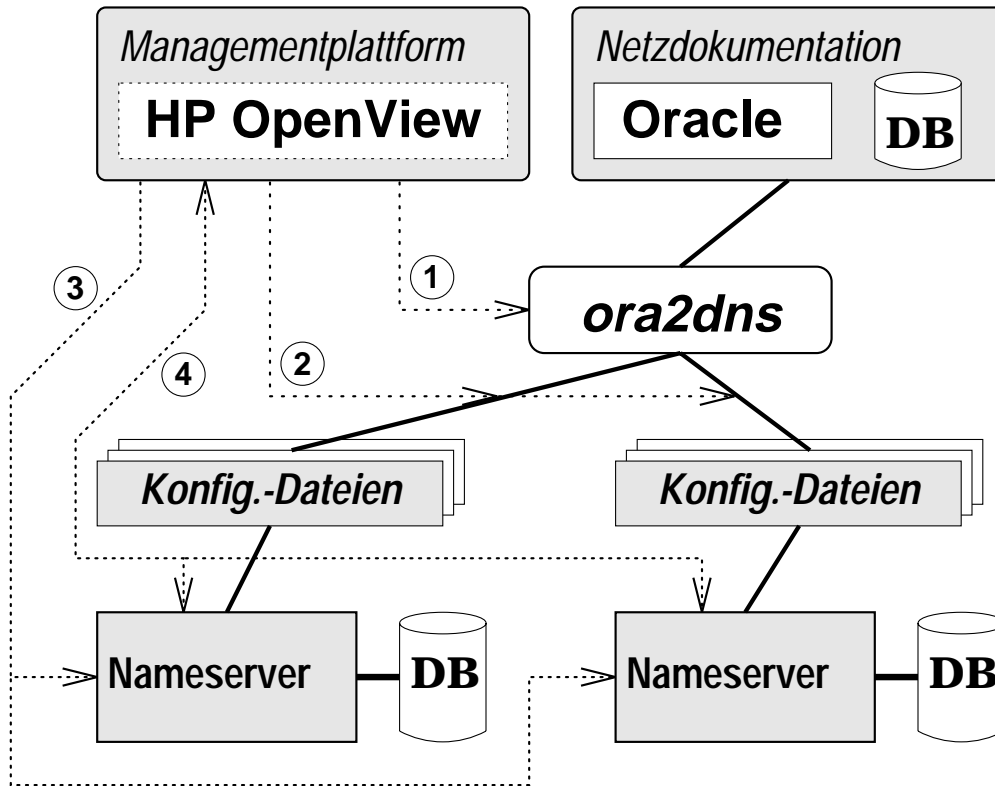 Managementplattform
HP OpenView
Netzdokumentation
Oracle
DB
1
3
ora2dns
4
2
Konfig.-Dateien
Konfig.-Dateien
Nameserver
DB
Nameserver
DB